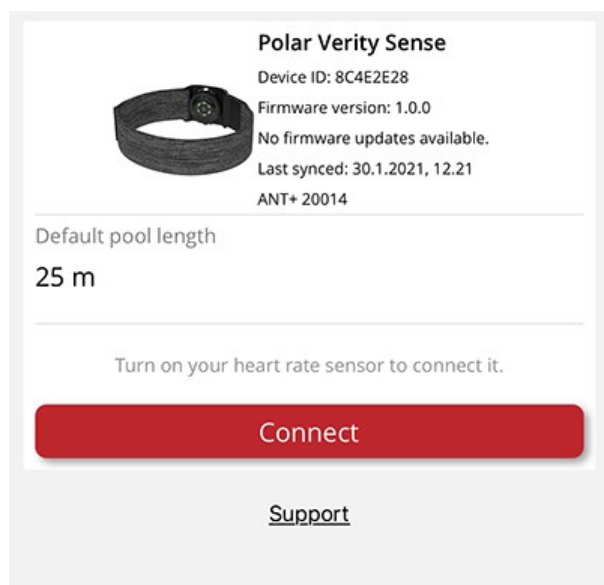 Polar Verity Sense
Device ID: 8C4E2E28
Firmware version: 1.0.0
No firmware updates available.
Last synced: 30.1.2021, 12.21
ANT+ 20014
Default pool length
25 m
Turn on your heart rate sensor to connect it.
Connect
Support